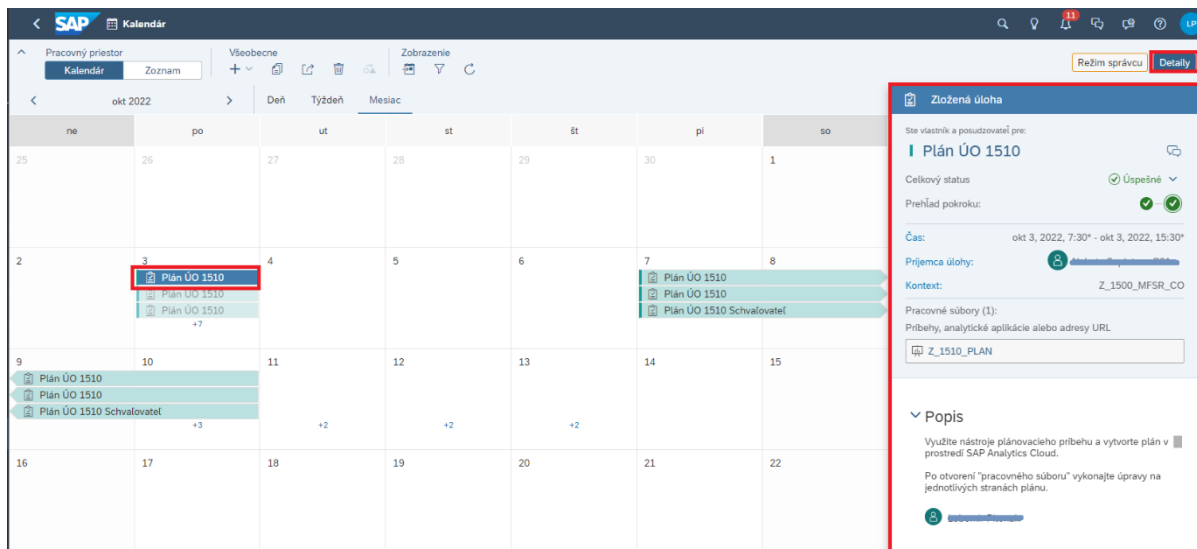 SAP Kalendár 11 LP
Pracovný priestor Všeobecne Zobrazenie
Kalendár Zoznam Režim správcu Detaily
okt 2022 Deň Týždeň Mesiac
ne po ut st št pi so
25 26 27 28 29 30 1
2 3 4 5 6 7 8
Plán ÚO 1510 Plán ÚO 1510
Plán ÚO 1510 Plán ÚO 1510
Plán ÚO 1510 Plán ÚO 1510 Schvaľovateľ
+7
9 10 11 12 13 14 15
Plán ÚO 1510
Plán ÚO 1510
Plán ÚO 1510 Schvaľovateľ
+3 +2 +2 +2
16 17 18 19 20 21 22
Zložená úloha
Ste vlastník a posudzovateľ pre:
Plán ÚO 1510
Celkový status Úspešné
Prehľad pokroku:
Čas: okt 3, 2022, 7:30* - okt 3, 2022, 15:30*
Príjemca úlohy:
Kontext: Z_1500_MFSR_CO
Pracovné súbory (1):
Príbehy, analytické aplikácie alebo adresy URL
Z_1510_PLAN
Popis
Využite nástroje plánovacieho príbehu a vytvorte plán v
prostredí SAP Analytics Cloud.
Po otvorení "pracovného súboru" vykonajte úpravy na
jednotlivých stranách plánu.